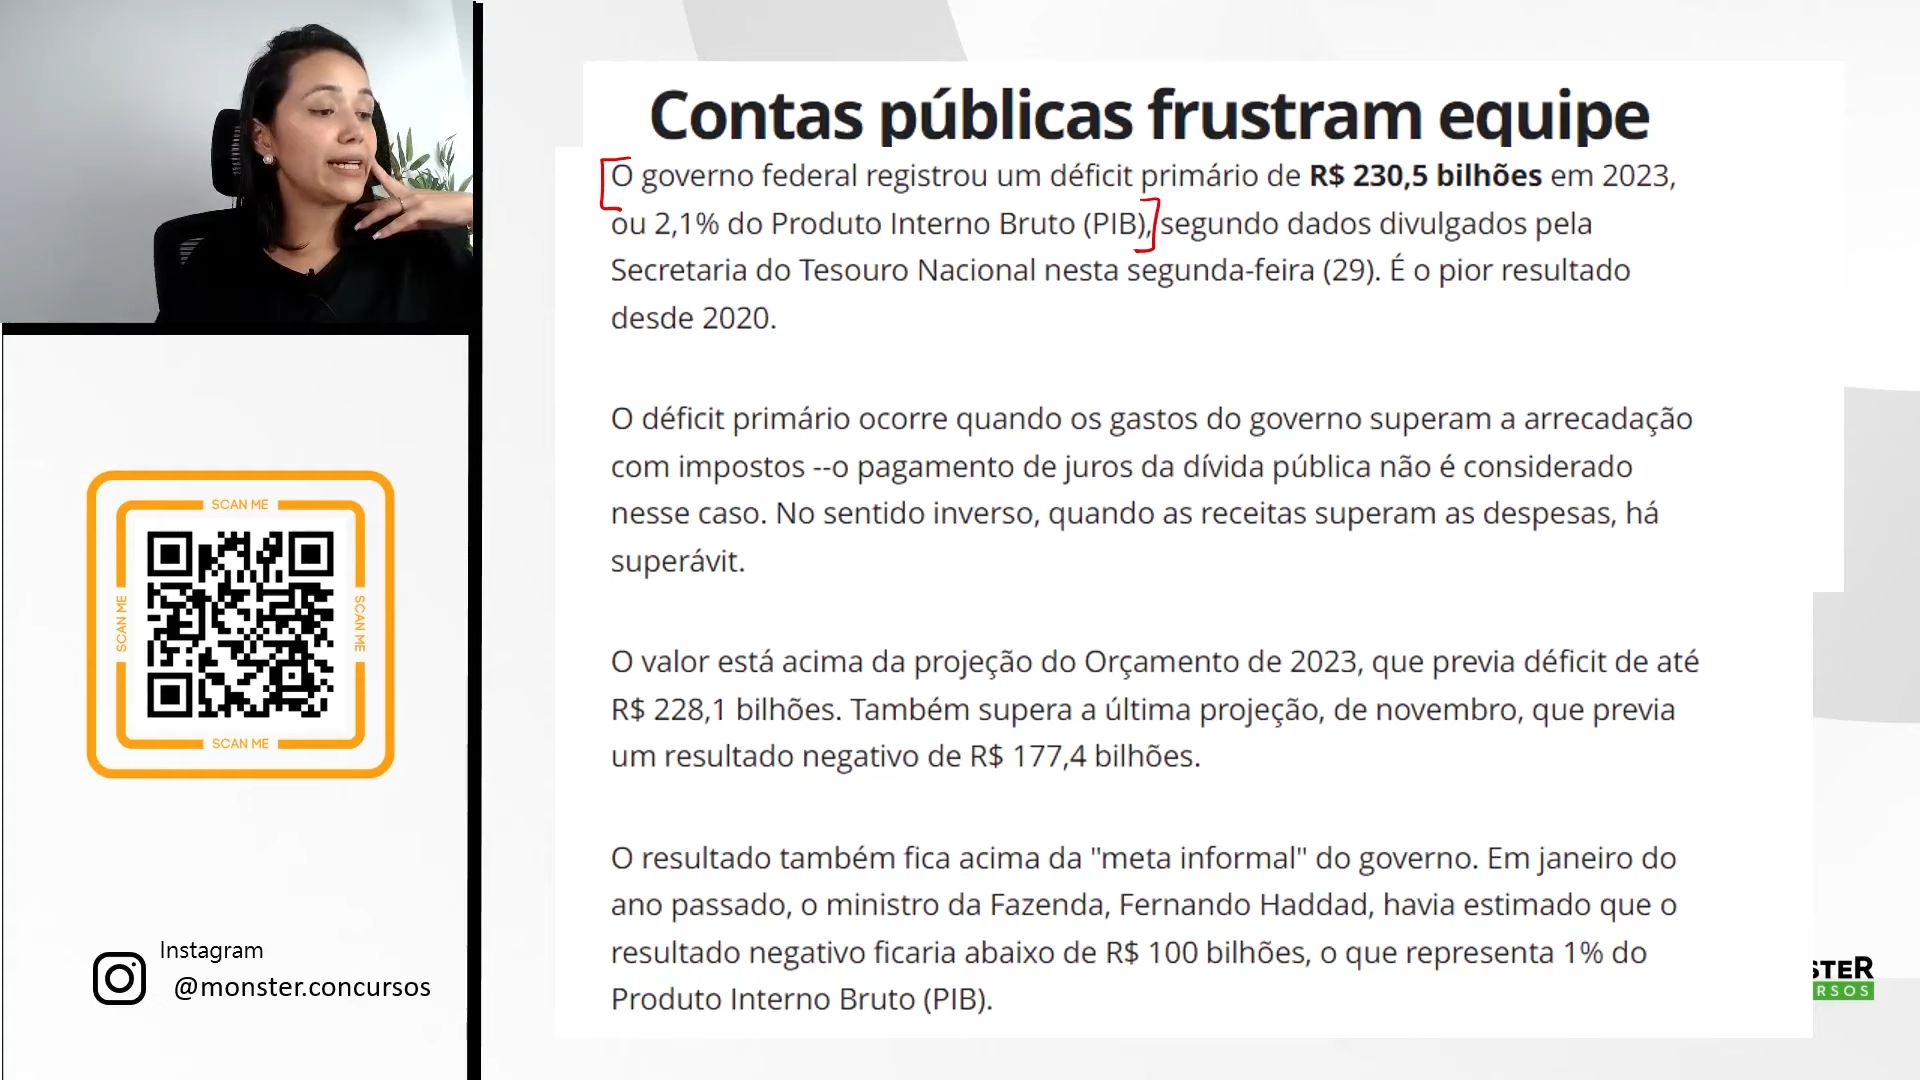 Contas públicas frustram equipe
O governo federal registrou um déficit primário de R$ 230,5 bilhões em 2023,
ou 2,1% do Produto Interno Bruto (PIB), segundo dados divulgados pela
Secretaria do Tesouro Nacional nesta segunda-feira (29). É o pior resultado
desde 2020.
O déficit primário ocorre quando os gastos do governo superam a arrecadação
com impostos --o pagamento de juros da dívida pública não é considerado
nesse caso. No sentido inverso, quando as receitas superam as despesas, há
superávit.
O valor está acima da projeção do Orçamento de 2023, que previa déficit de até
R$ 228,1 bilhões. Também supera a última projeção, de novembro, que previa
um resultado negativo de R$ 177,4 bilhões.
O resultado também fica acima da "meta informal" do governo. Em janeiro do
ano passado, o ministro da Fazenda, Fernando Haddad, havia estimado que o
resultado negativo ficaria abaixo de R$ 100 bilhões, o que representa 1% do
Produto Interno Bruto (PIB).
SCAN ME
SCAN ME
SCAN ME
SCAN ME
Instagram
@monster.concursos
STER
RSOS